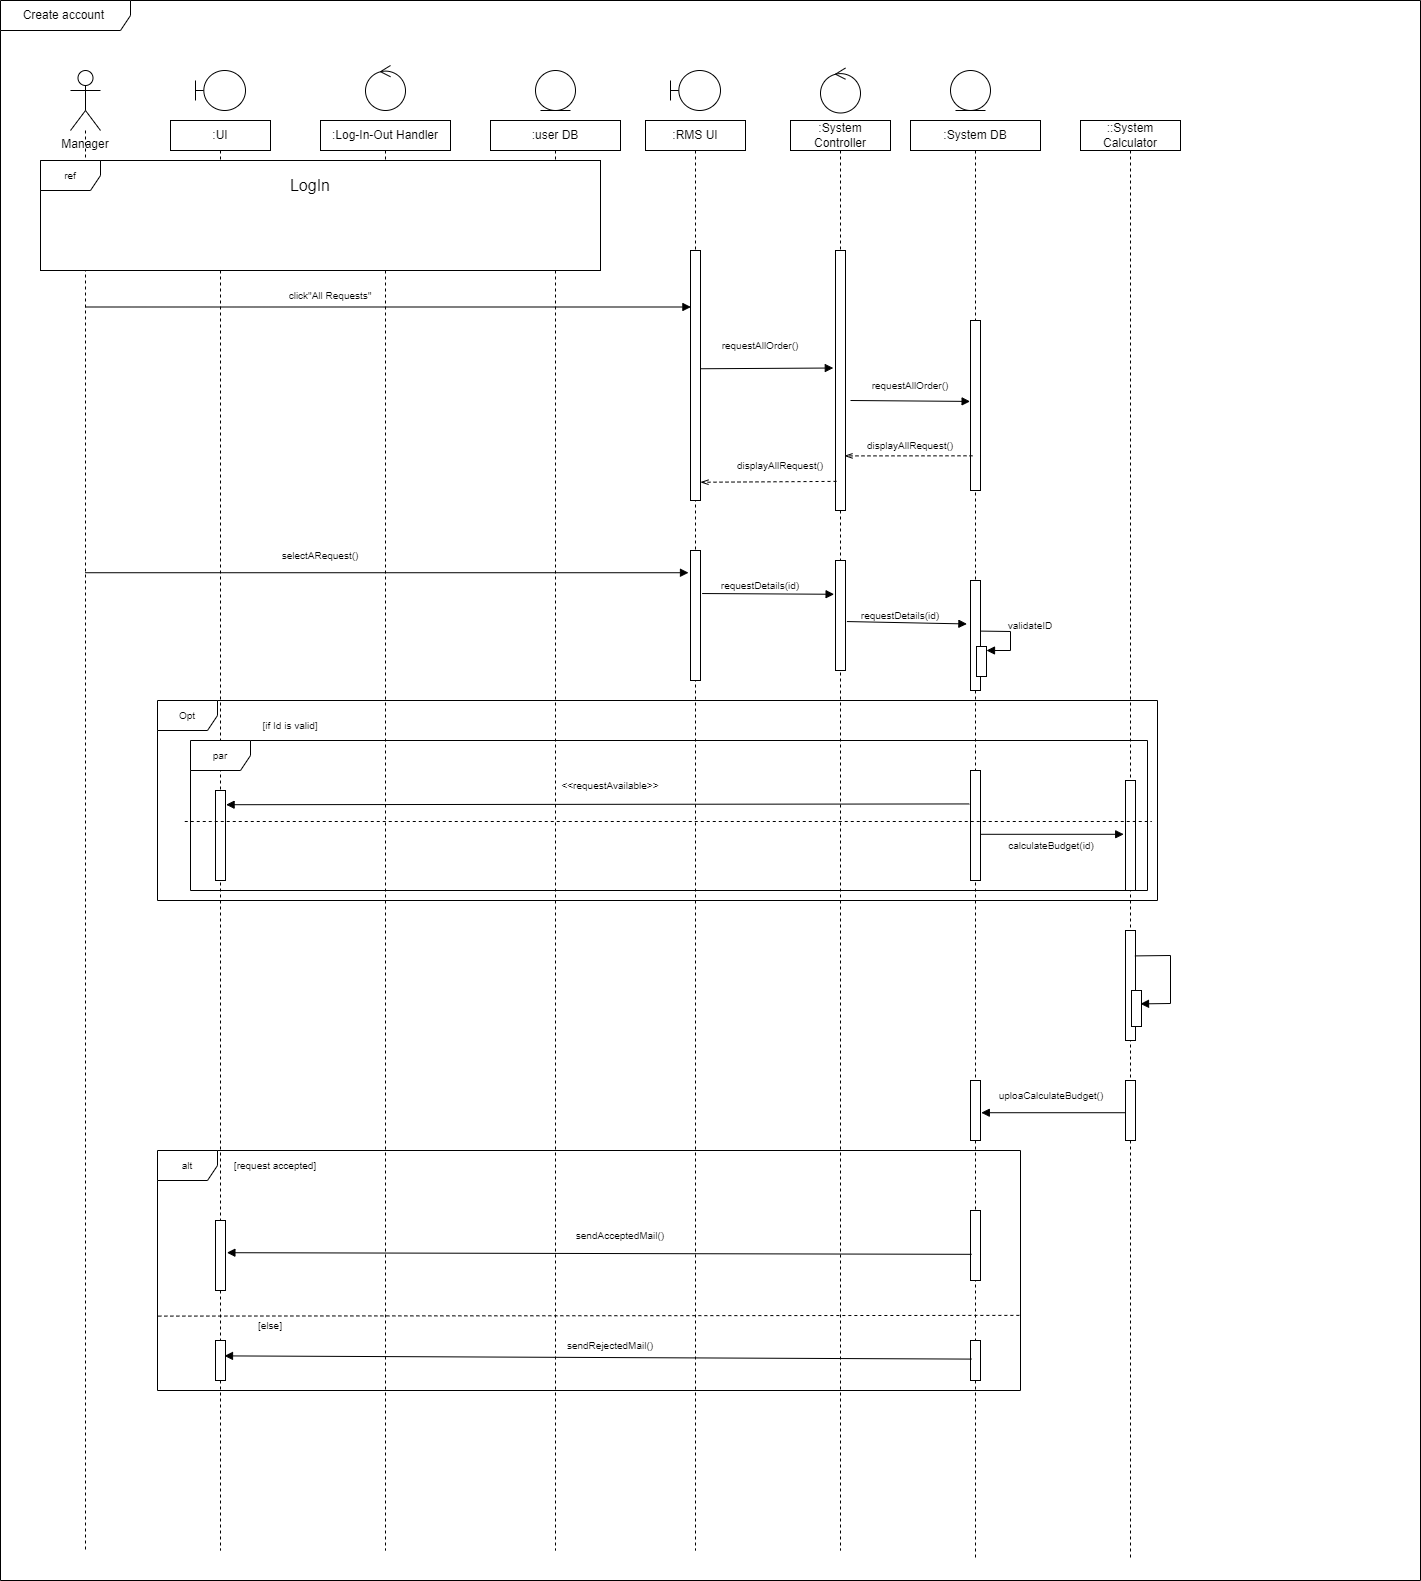 Create account
Manager
:UI
:Log-In-Out Handler
:user DB
:RMS UI
:System
Controller
:System DB
::System
Calculator
ref
LogIn
click"All Requests"
requestAllOrder()
requestAllOrder()
displayAllRequest()
displayAllRequest()
selectARequest()
requestDetails(id)
requestDetails(id)
validateID
Opt
[if Id is valid]
par
<<requestAvailable>>
calculateBudget(id)
uploaCalculateBudget()
alt
[request accepted]
sendAcceptedMail()
[else]
sendRejectedMail()